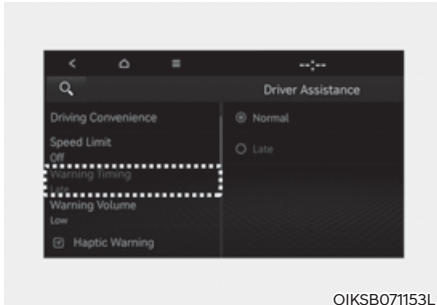 --:--
Driver Assistance
Driving Convenience
Normal
Speed Limit
Off
Late
Warning Timing
Late
Warning Volume
Low
Haptic Warning
OIKSB071153L